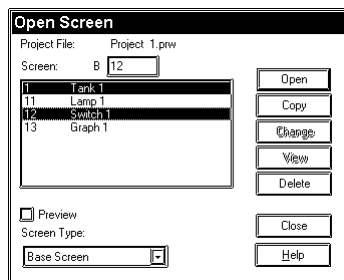 Open Screen
Project File: Project 1.prw
Screen: B 12
1 Tank 1
11 Lamp 1
12 Switch 1
13 Graph 1
Open
Copy
Change
View
Delete
Preview
Screen Type:
Base Screen
Close
Help